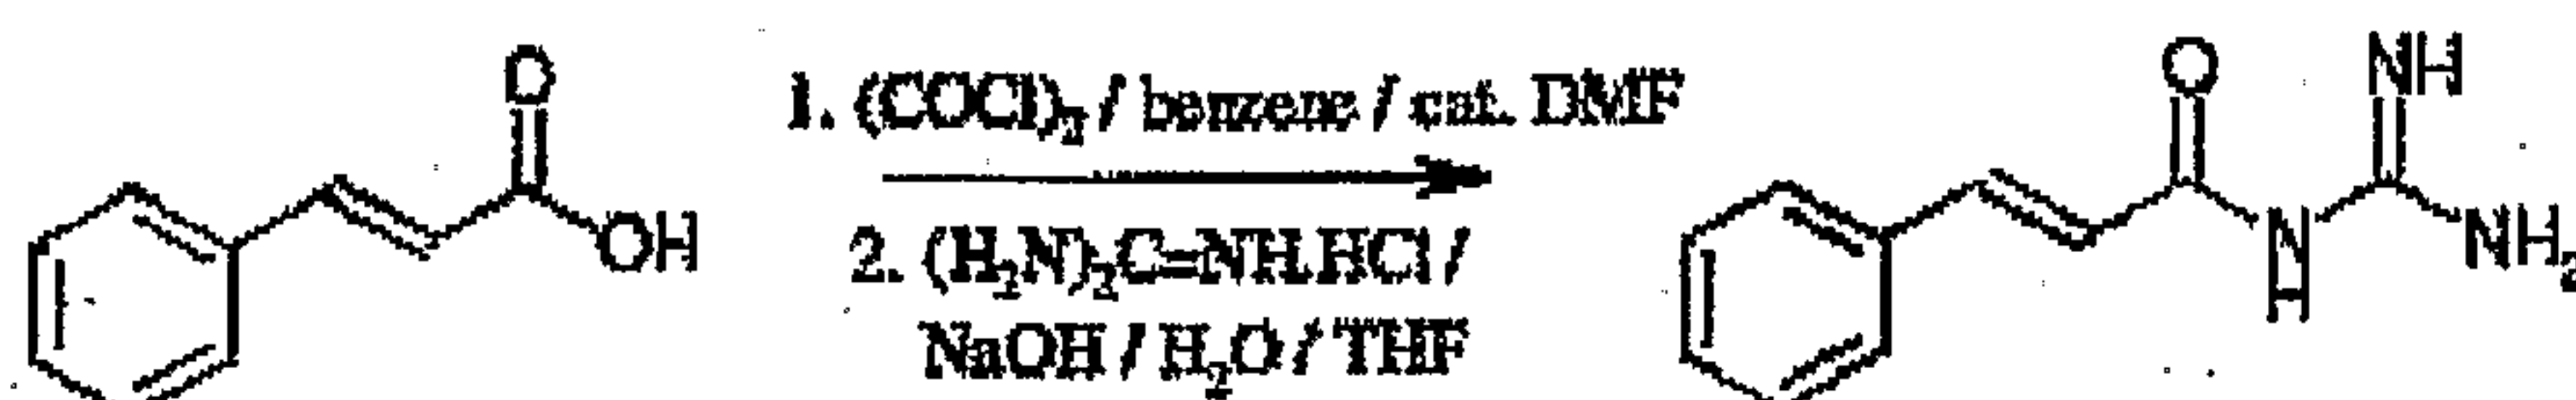 O
OH
1. (COCl)₂ / benzene / cat. DMF
2. (H₂N)₂C=NH.HCl /
NaOH / H₂O / THF
O
NH
N
H
NH₂